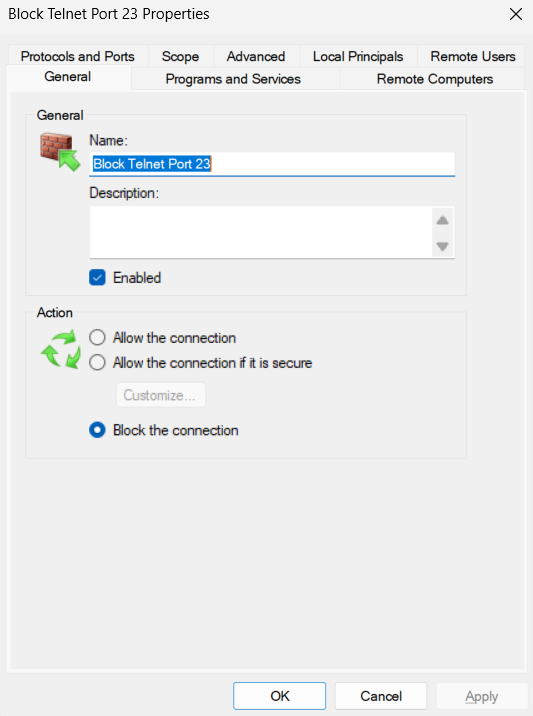 Block Telnet Port 23 Properties
Protocols and Ports Scope Advanced Local Principals Remote Users
General Programs and Services Remote Computers
General
Name:
Block Telnet Port 23
Description:
Enabled
Action
Allow the connection
Allow the connection if it is secure
Customize...
Block the connection
OK Cancel Apply